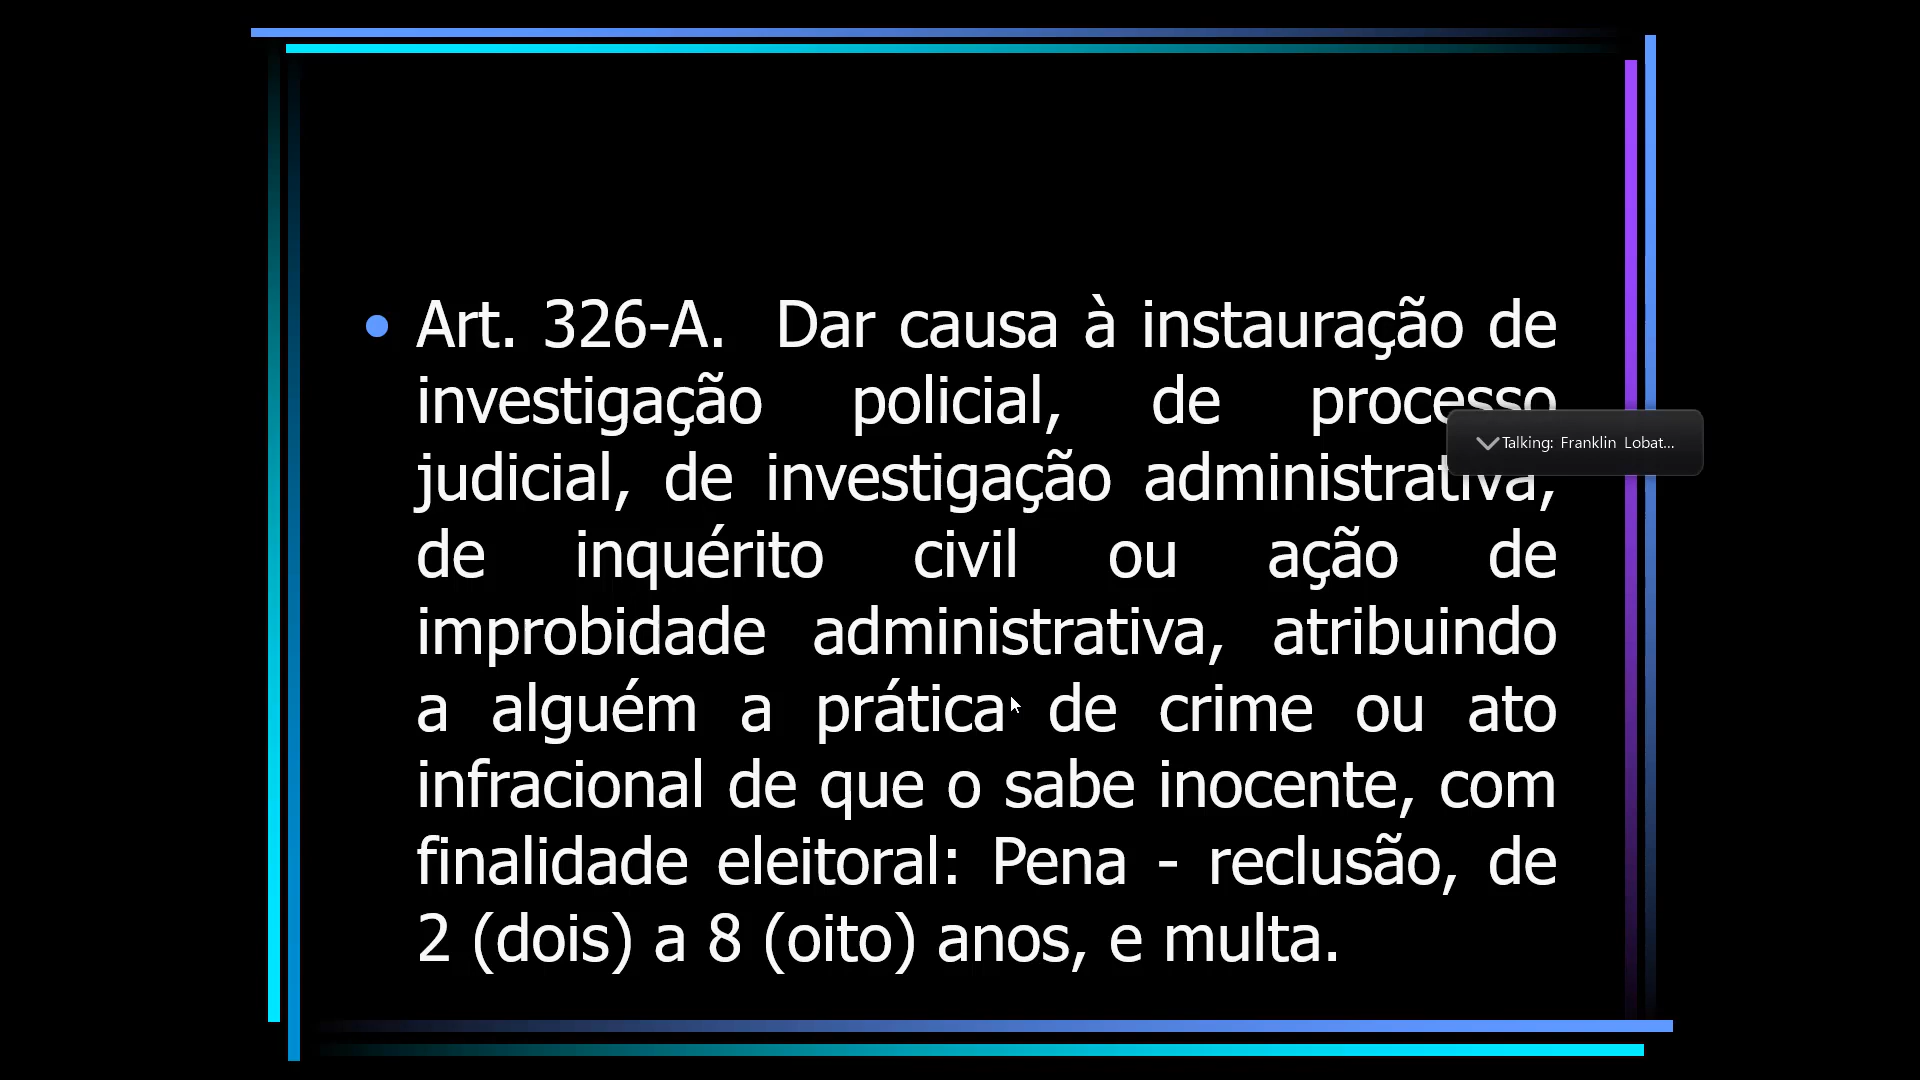 Art. 326-A. Dar causa à instauração de
investigação policial, de processo
Talking: Franklin Lobat...
judicial, de investigação administrativa,
de inquérito civil ou ação de
improbidade administrativa, atribuindo
a alguém a prática de crime ou ato
infracional de que o sabe inocente, com
finalidade eleitoral: Pena - reclusão, de
2 (dois) a 8 (oito) anos, e multa.